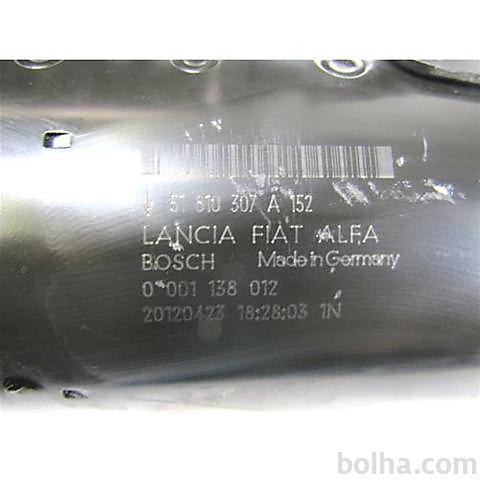 51 810 307 A 152
LANCIA FIAT ALFA
BOSCH Made in Germany
0 001 138 012
20120423 18:28:03 1N
bolha.com